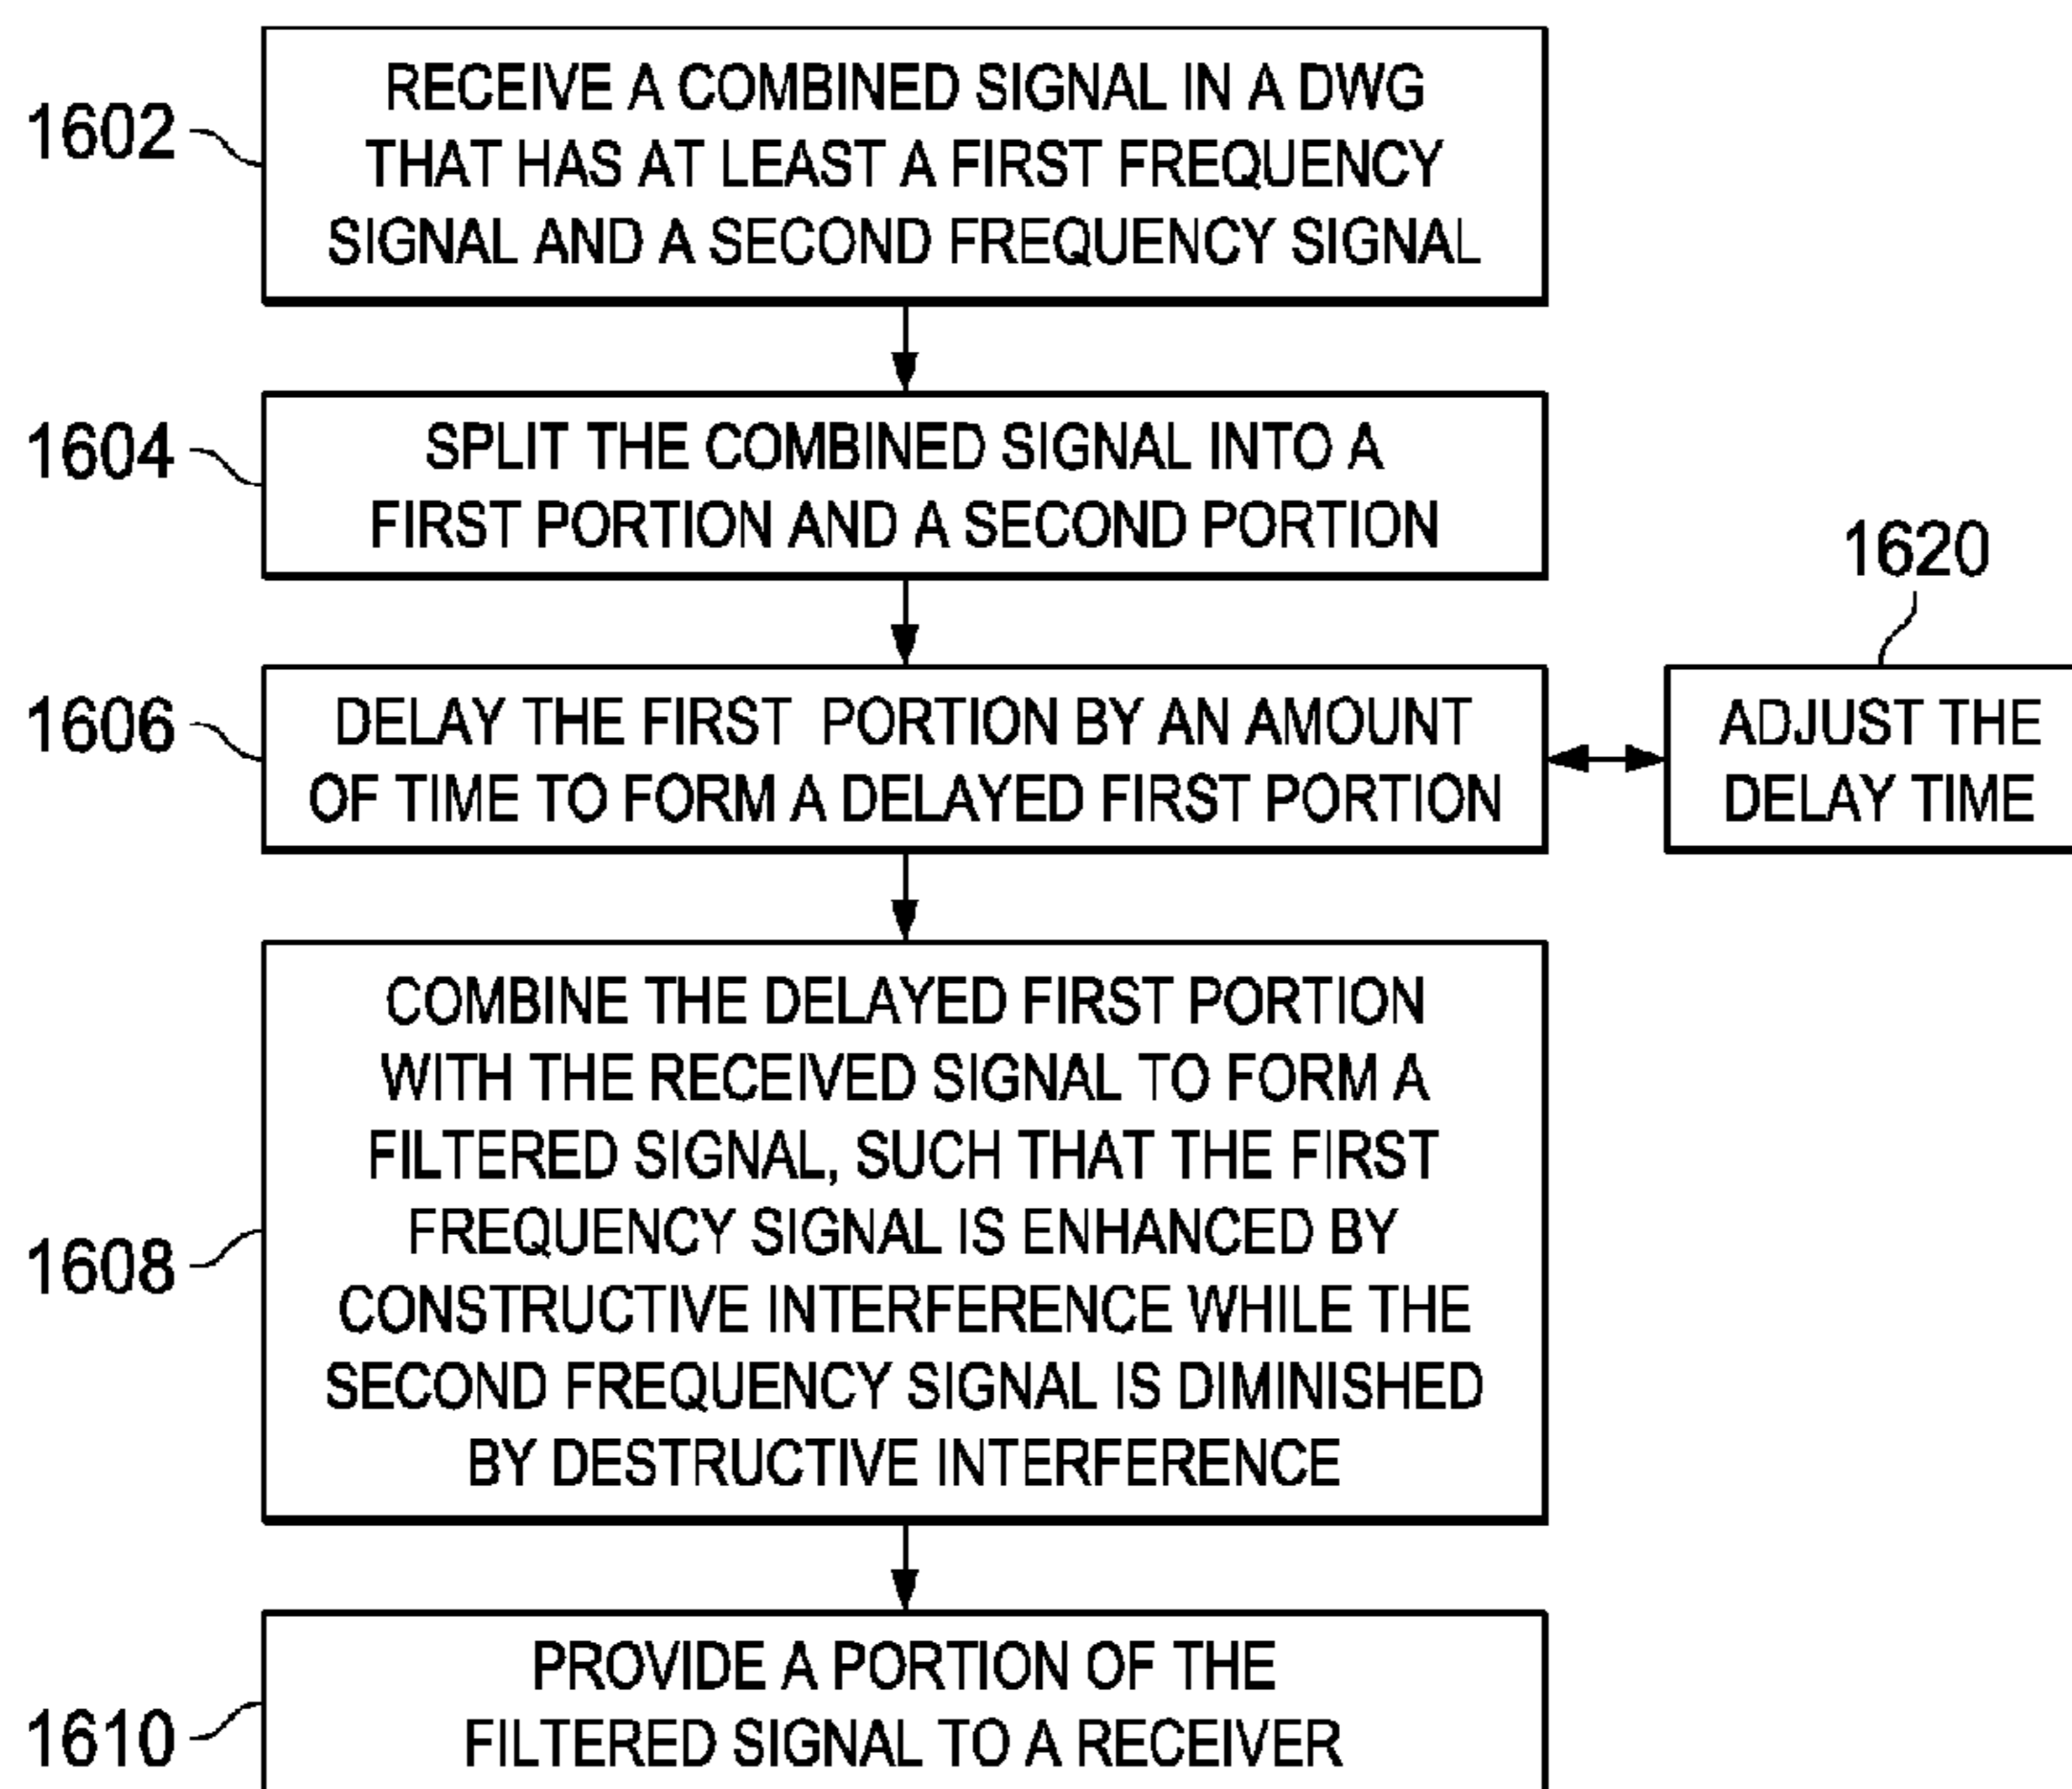 1602
RECEIVE A COMBINED SIGNAL IN A DWG
THAT HAS AT LEAST A FIRST FREQUENCY
SIGNAL AND A SECOND FREQUENCY SIGNAL
1604
SPLIT THE COMBINED SIGNAL INTO A
FIRST PORTION AND A SECOND PORTION
1606
DELAY THE FIRST PORTION BY AN AMOUNT
OF TIME TO FORM A DELAYED FIRST PORTION
1620
ADJUST THE
DELAY TIME
1608
COMBINE THE DELAYED FIRST PORTION
WITH THE RECEIVED SIGNAL TO FORM A
FILTERED SIGNAL, SUCH THAT THE FIRST
FREQUENCY SIGNAL IS ENHANCED BY
CONSTRUCTIVE INTERFERENCE WHILE THE
SECOND FREQUENCY SIGNAL IS DIMINISHED
BY DESTRUCTIVE INTERFERENCE
1610
PROVIDE A PORTION OF THE
FILTERED SIGNAL TO A RECEIVER